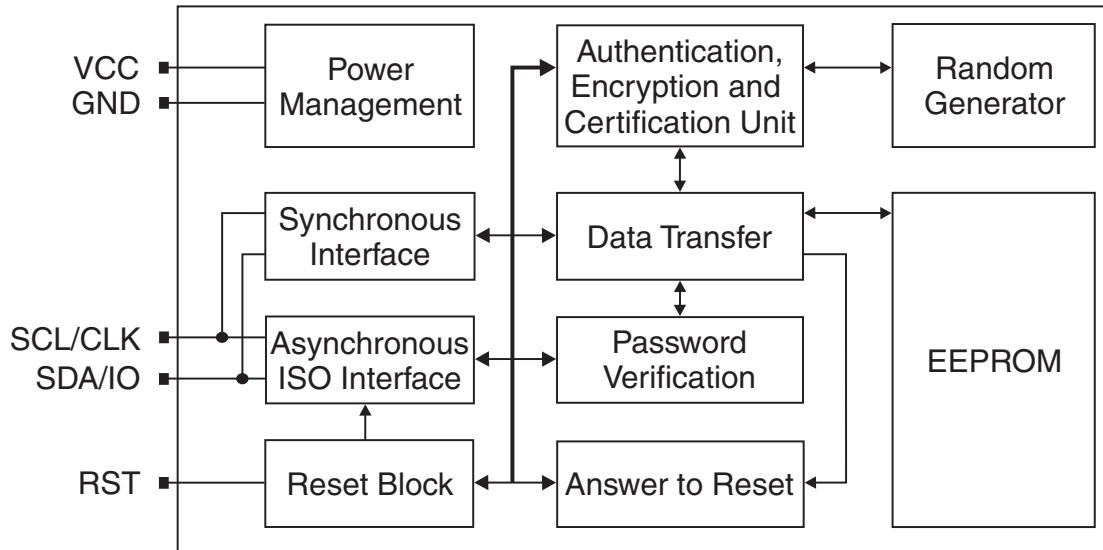 VCC
GND
Power
Management
Authentication,
Encryption and
Certification Unit
Random
Generator
Synchronous
Interface
Data Transfer
SCL/CLK
SDA/IO
Asynchronous
ISO Interface
Password
Verification
EEPROM
RST
Reset Block
Answer to Reset